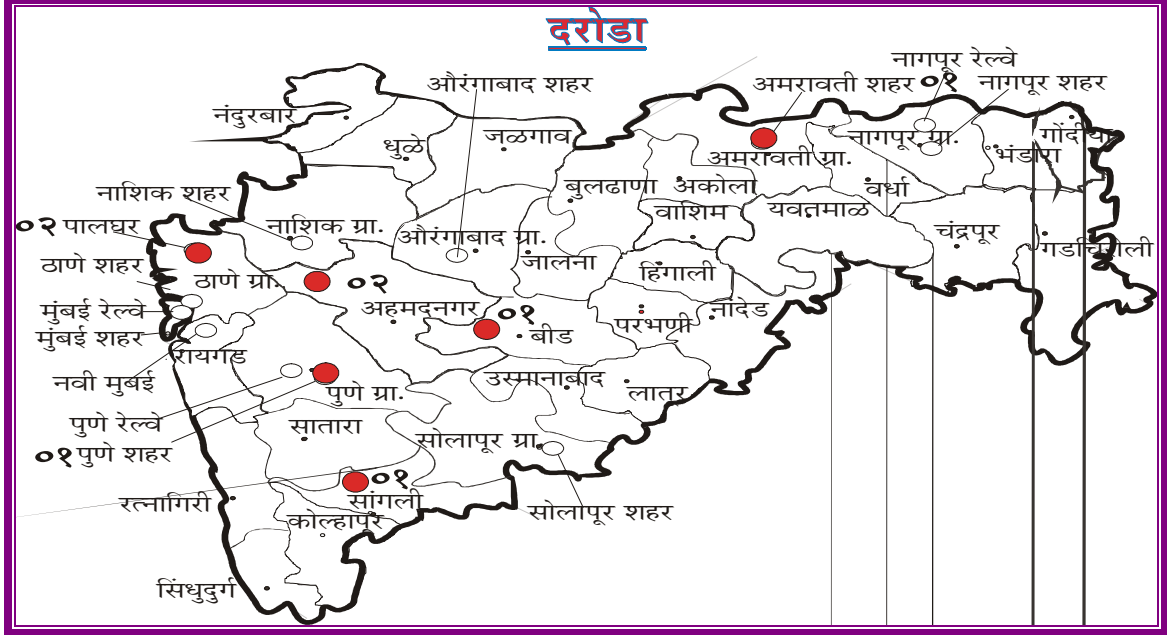 दरोडा
नागपूर रेल्वे
औरंगाबाद शहर
अमरावती शहर ०१
नागपूर शहर
नंदुरबार
धुळे
जळगाव
नागपूर ग्रा.
गोंदीया
भंडारा
अमरावती ग्रा.
बुलढाणा
अकोला
वर्धा
नाशिक शहर
वाशिम
यवतमाळ
०२ पालघर
नाशिक ग्रा.
औरंगाबाद ग्रा.
चंद्रपूर
गडचिरोली
ठाणे शहर
जालना
हिंगाली
ठाणे ग्रा.
०२
मुंबई रेल्वे
अहमदनगर
०१
नांदेड
परभणी
मुंबई शहर
बीड
रायगड
नवी मुंबई
उस्मानाबाद
लातर
पुणे ग्रा.
पुणे रेल्वे
सातारा
सोलापूर ग्रा.
०१ पुणे शहर
०१
सांगली
रत्नागिरी
कोल्हापूर
सोलापूर शहर
सिंधुदुर्ग